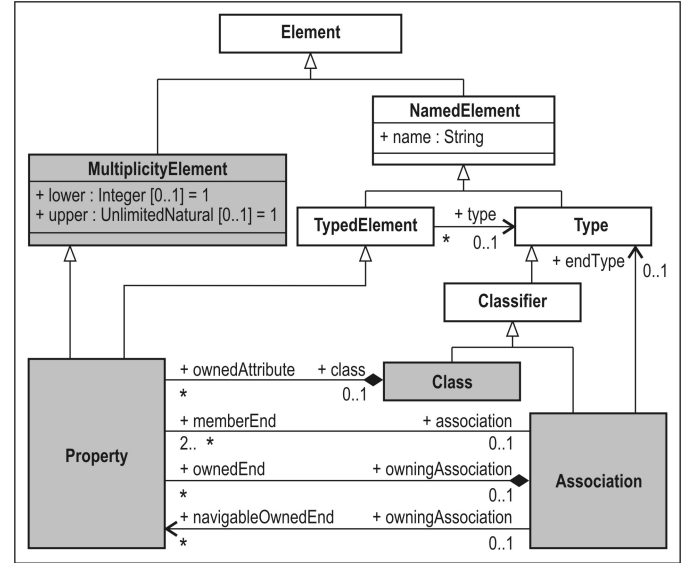 Element
NamedElement
+ name : String
MultiplicityElement
+ lower : Integer [0..1] = 1
+ upper : UnlimitedNatural [0..1] = 1
TypedElement
+ type
* 0..1
Type
+ endType
0..1
Classifier
+ ownedAttribute + class
* 0..1
Class
+ memberEnd + association
2.. * 0..1
Property
+ ownedEnd + owningAssociation
* 0..1
Association
+ navigableOwnedEnd + owningAssociation
* 0..1